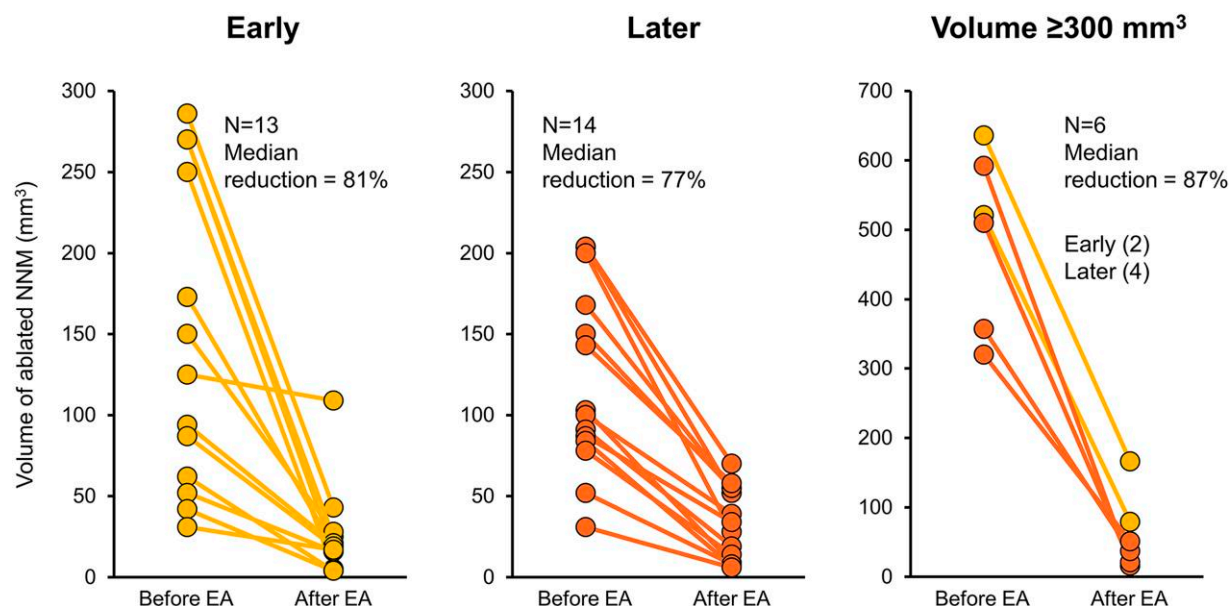 Early
Later
Volume ≥300 mm³
Volume of ablated NNM (mm³)
300
250
200
150
100
50
0
N=13
Median
reduction = 81%
Before EA
After EA
300
250
200
150
100
50
0
N=14
Median
reduction = 77%
Before EA
After EA
700
600
500
400
300
200
100
0
N=6
Median
reduction = 87%
Early (2)
Later (4)
Before EA
After EA